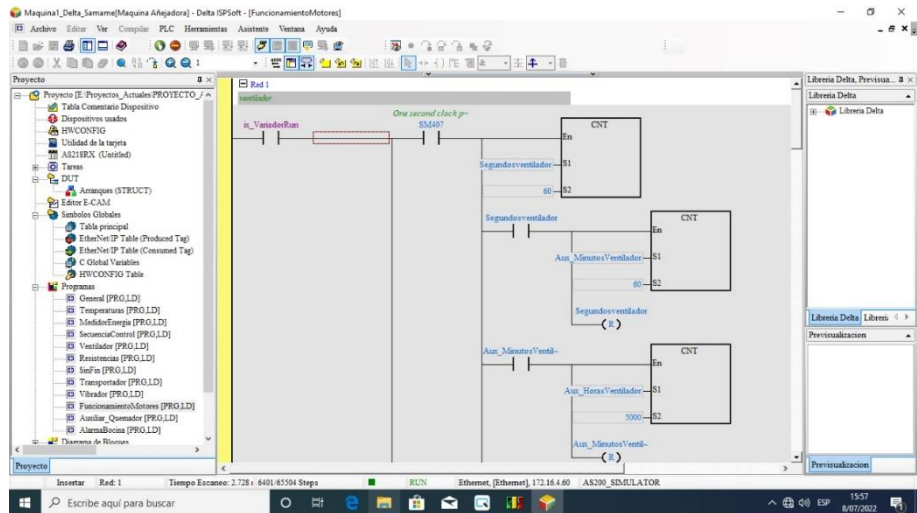 Maquina1_Delta_Samame[Maquina Añejadora] - Delta ISPSoft - [FuncionamientoMotores]
Archivo Editar Ver Compilar PLC Herramientas Asistente Ventana Ayuda
Proyecto
Proyecto [E:\Proyectos_Actuales\PROYECTO_/
Tabla Comentario Dispositivo
Dispositivos usados
HWCONFIG
Utilidad de la tarjeta
AS218RX (Untitled)
Tareas
DUT
Arranques (STRUCT)
Editor E-CAM
Simbolos Globales
Tabla principal
EtherNet/IP Table (Produced Tag)
EtherNet/IP Table (Consumed Tag)
C Global Variables
HWCONFIG Table
Programas
General [PRG,LD]
Temperaturas [PRG,LD]
MedidorEnergia [PRG,LD]
SecuenciaControl [PRG,LD]
Ventilador [PRG,LD]
Resistencias [PRG,LD]
SinFin [PRG,LD]
Transportador [PRG,LD]
Vibrador [PRG,LD]
FuncionamientoMotores [PRG,LD]
Auxiliar_Quemador [PRG,LD]
AlarmaBocina [PRG,LD]
Diagrama de Bloques
Proyecto
Red 1
ventilador
One second clock p~
ix_VariadorRun
SM407
CNT
En
Segundosventilador
S1
60
S2
Segundosventilador
CNT
En
Aux_MinutosVentilador
S1
60
S2
Segundosventilador
R
Aux_MinutosVentil~
CNT
En
Aux_HorasVentilador
S1
5000
S2
Aux_MinutosVentil~
R
Libreria Delta, Previsua...
Libreria Delta
Libreria Delta
Libreria Delta Libreri
Previsualizacion
Previsualizacion
Insertar Red: 1 Tiempo Escaneo: 2.728 6401/65504 Steps RUN Ethernet, [Ethernet], 172.16.4.60 AS200_SIMULATOR
Escribe aquí para buscar
ESP
15:57
8/07/2022